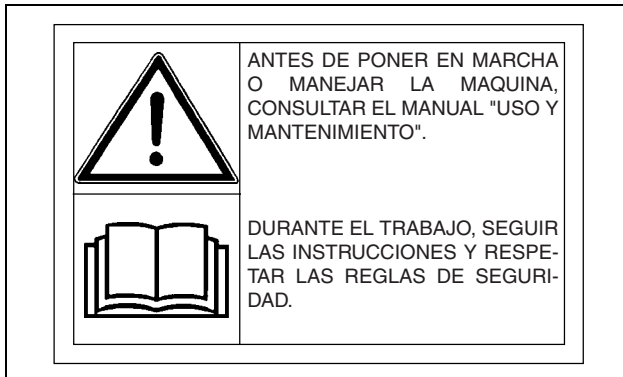 ANTES DE PONER EN MARCHA
O MANEJAR LA MAQUINA,
CONSULTAR EL MANUAL "USO Y
MANTENIMIENTO".
DURANTE EL TRABAJO, SEGUIR
LAS INSTRUCCIONES Y RESPE-
TAR LAS REGLAS DE SEGURI-
DAD.